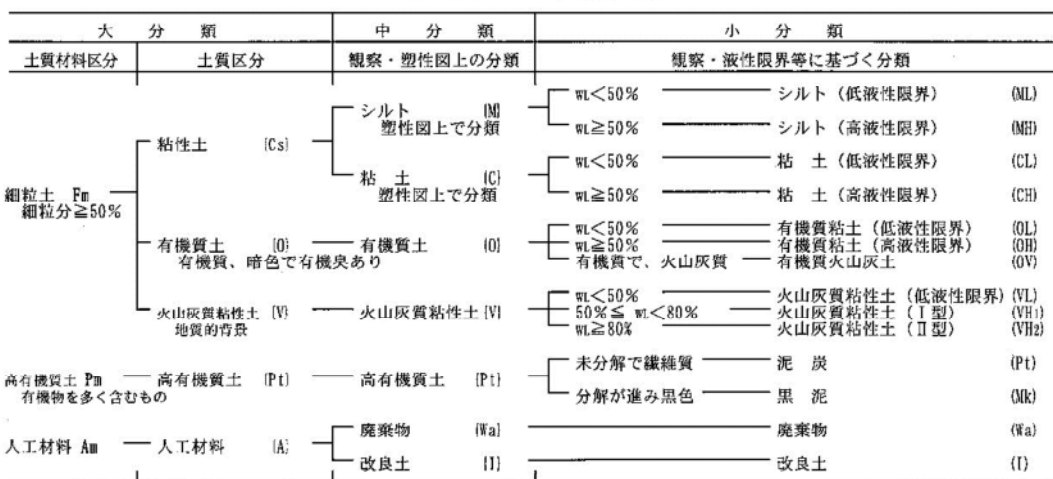 大 分 類 中 分 類 小 分 類
土質材料区分 土質区分 観察・塑性図上の分類 観察・液性限界等に基づく分類
wL<50% シルト(低液性限界) (ML)
シルト [M]
塑性図上で分類
wL≧50% シルト(高液性限界) (MH)
粘性土 [Cs]
wL<50% 粘 土(低液性限界) (CL)
粘 土 [C]
塑性図上で分類
wL≧50% 粘 土(高液性限界) (CH)
細粒土 Fm
細粒分≧50%
wL<50% 有機質粘土(低液性限界) (OL)
有機質土 [O] 有機質土 [O] wL≧50% 有機質粘土(高液性限界) (OH)
有機質、暗色で有機臭あり 有機質で、火山灰質 有機質火山灰土 (OV)
wL<50% 火山灰質粘性土(低液性限界) (VL)
火山灰質粘性土 [V] 火山灰質粘性土 [V] 50%≦ wL<80% 火山灰質粘性土(Ⅰ型) (VH1)
地質的背景 wL≧80% 火山灰質粘性土(Ⅱ型) (VH2)
未分解で繊維質 泥 炭 (Pt)
高有機質土 Pm 高有機質土 [Pt] 高有機質土 [Pt]
有機物を多く含むもの
分解が進み黒色 黒 泥 (Mk)
廃棄物 [Wa] 廃棄物 (Wa)
人工材料 Am 人工材料 [A]
改良土 [I] 改良土 (I)